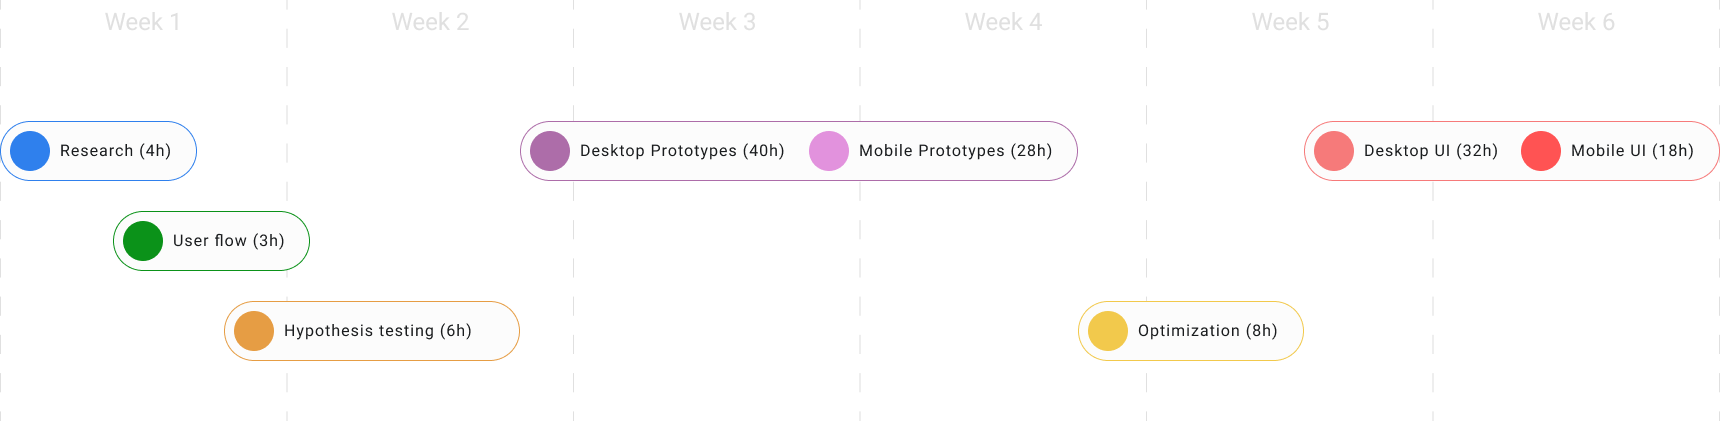 Week 1
Week 2
Week 3
Week 4
Week 5
Week 6
Research (4h)
Desktop Prototypes (40h)
Mobile Prototypes (28h)
Desktop UI (32h)
Mobile UI (18h)
User flow (3h)
Hypothesis testing (6h)
Optimization (8h)